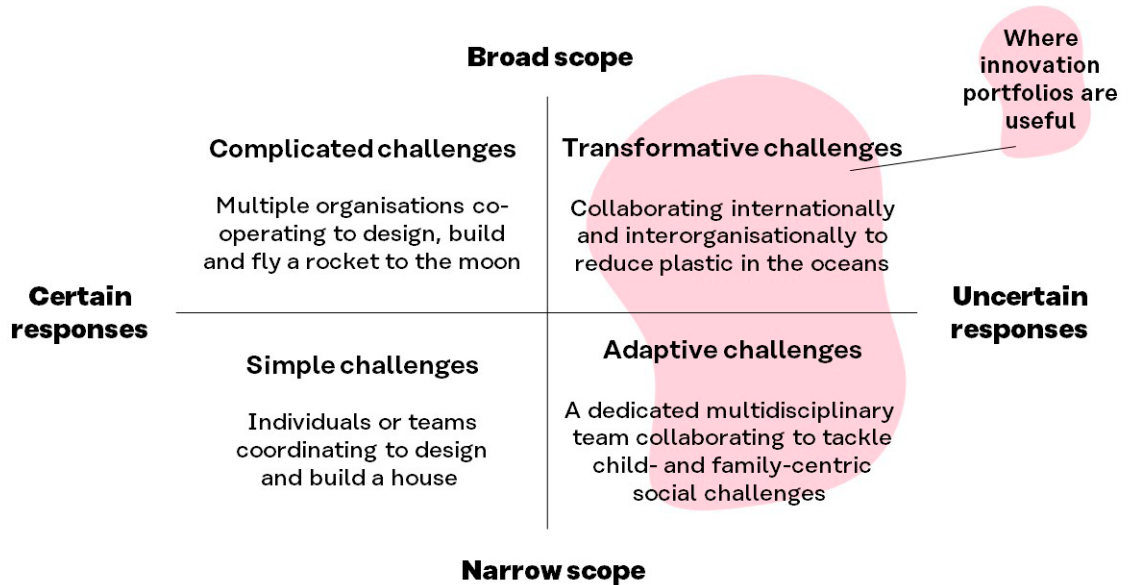 Broad scope
Where
innovation
portfolios are
useful
Complicated challenges
Multiple organisations co-
operating to design, build
and fly a rocket to the moon
Transformative challenges
Collaborating internationally
and interorganisationally to
reduce plastic in the oceans
Certain
responses
Uncertain
responses
Simple challenges
Individuals or teams
coordinating to design
and build a house
Adaptive challenges
A dedicated multidisciplinary
team collaborating to tackle
child- and family-centric
social challenges
Narrow scope